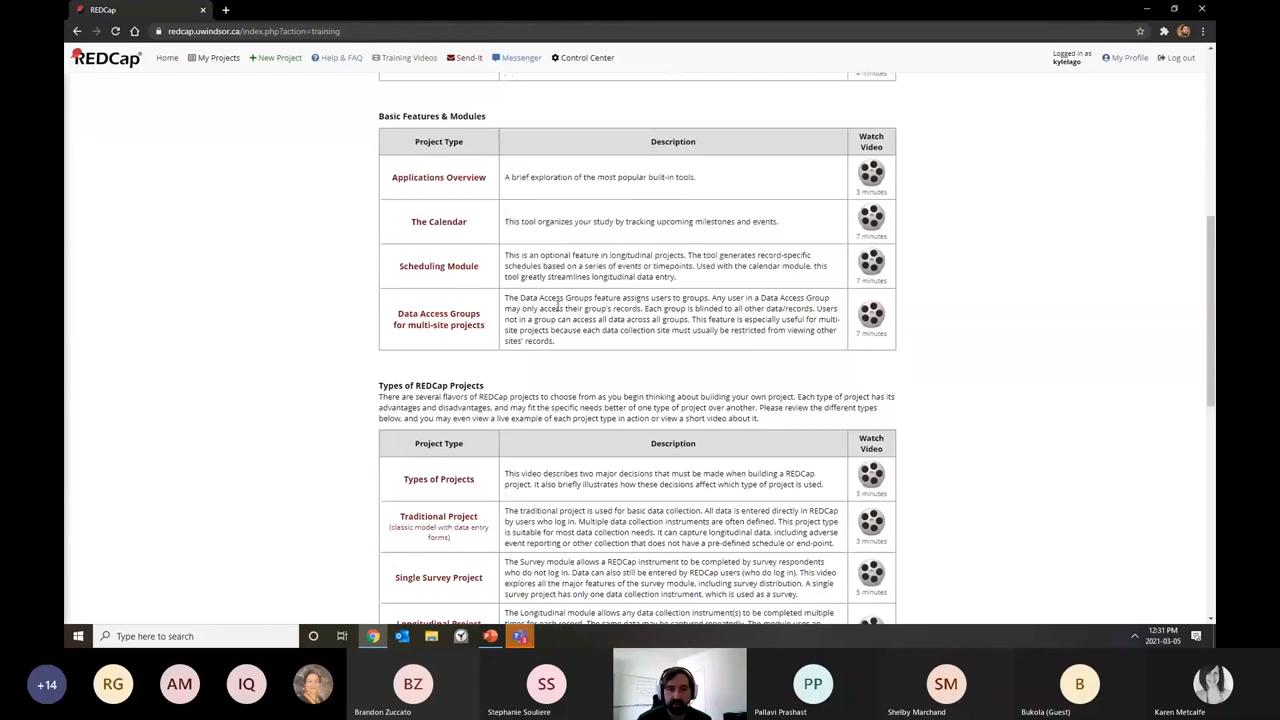 REDCap
redcap.uwindsor.ca/index.php?action=training
REDCap
Home My Projects + New Project Help & FAQ Training Videos Send-It Messenger Control Center
Logged in as
kylelago
My Profile Log out
Basic Features & Modules
Project Type Description Watch Video
Applications Overview
A brief exploration of the most popular built-in tools.
3 minutes
The Calendar
This tool organizes your study by tracking upcoming milestones and events.
7 minutes
Scheduling Module
This is an optional feature in longitudinal projects. The tool generates record-specific
schedules based on a series of events or timepoints. Used with the calendar module, this
tool greatly streamlines longitudinal data entry.
7 minutes
Data Access Groups
for multi-site projects
The Data Access Groups feature assigns users to groups. Any user in a Data Access Group
may only access their group's records. Each group is blinded to all other data/records. Users
not in a group can access all data across all groups. This feature is especially useful for multi-
site projects because each data collection site must usually be restricted from viewing other
sites' records.
7 minutes
Types of REDCap Projects
There are several flavors of REDCap projects to choose from as you begin thinking about building your own project. Each type of project has its
advantages and disadvantages, and may fit the specific needs better of one type of project over another. Please review the different types
below, and you may even view a live example of each project type in action or view a short video about it.
Project Type Description Watch Video
Types of Projects
This video describes two major decisions that must be made when building a REDCap
project. It also briefly illustrates how these decisions affect which type of project is used.
3 minutes
Traditional Project
(classic model with data entry
forms)
The traditional project is used for basic data collection. All data is entered directly in REDCap
by users who log in. Multiple data collection instruments are often defined. This project type
is suitable for most data collection needs. It can capture longitudinal data, including adverse
event reporting or other collection that does not have a pre-defined schedule or end-point.
3 minutes
Single Survey Project
The Survey module allows a REDCap instrument to be completed by survey respondents
who do not log in. Data can also still be entered by REDCap users (who do log in). This video
explores all the major features of the survey module, including survey distribution. A single
survey project has only one data collection instrument, which is used as a survey.
5 minutes
Longitudinal Project
The Longitudinal module allows any data collection instrument(s) to be completed multiple
Type here to search
12:31 PM
2021-03-05
+14 RG AM IQ BZ SS PP SM B
Brandon Zuccato Stephanie Souliere Pallavi Prashast Shelby Marchand Bukola (Guest) Karen Metcalfe